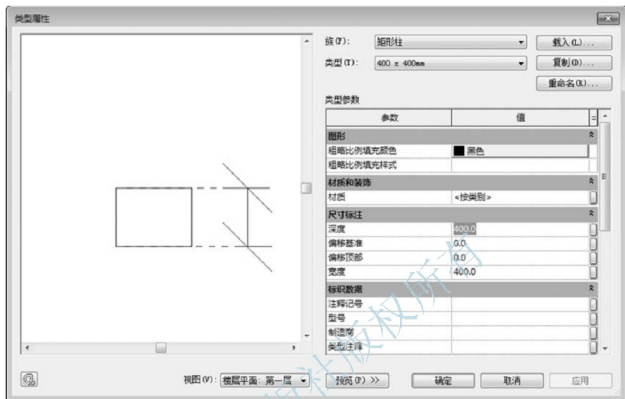 类型属性
族(F): 矩形柱 载入(L)...
类型(T): 400 x 400mm 复制(D)...
重命名(R)...
类型参数
参数 值 =
图形
粗略比例填充颜色 黑色
粗略比例填充样式
材质和装饰
材质 <按类别>
尺寸标注
深度 400.0
偏移基准 0.0
偏移顶部 0.0
宽度 400.0
标识数据
注释记号
型号
制造商
类型注释
视图(V): 楼层平面: 第一层 预览(P) >> 确定 取消 应用
社版权所有